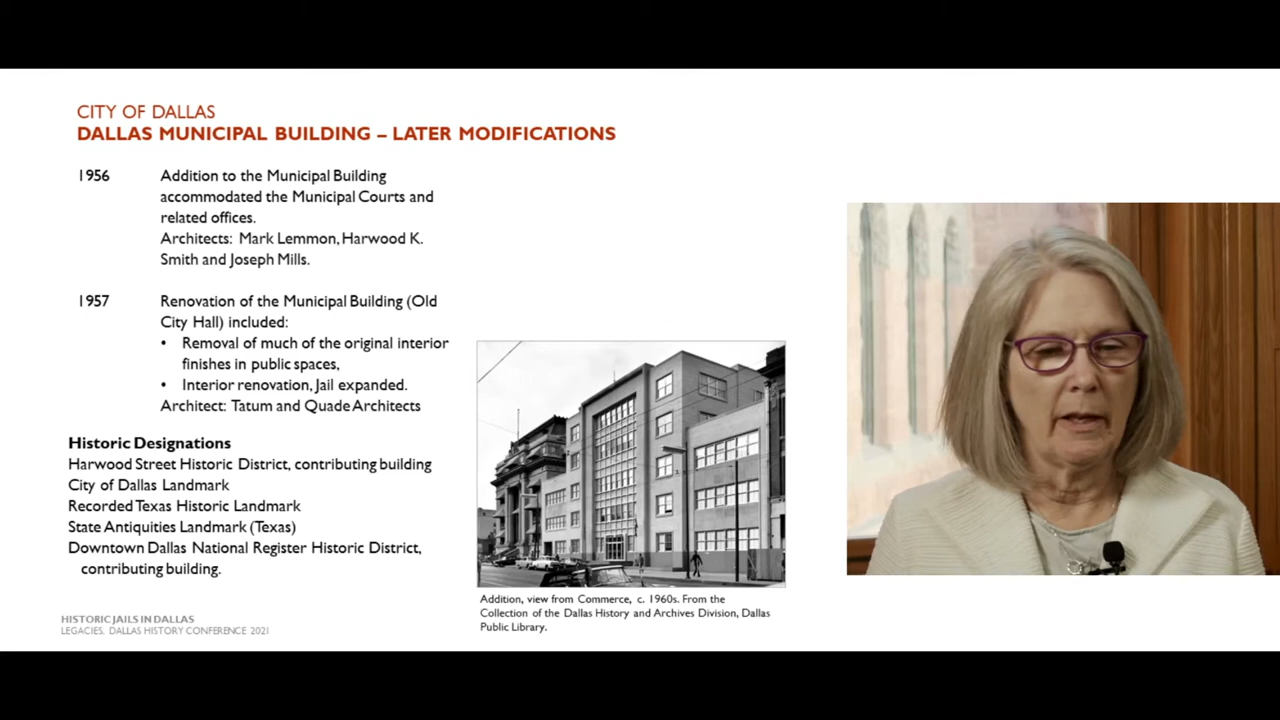 CITY OF DALLAS
DALLAS MUNICIPAL BUILDING – LATER MODIFICATIONS
1956 Addition to the Municipal Building
accommodated the Municipal Courts and
related offices.
Architects: Mark Lemmon, Harwood K.
Smith and Joseph Mills.
1957 Renovation of the Municipal Building (Old
City Hall) included:
• Removal of much of the original interior
finishes in public spaces,
• Interior renovation, Jail expanded.
Architect: Tatum and Quade Architects
Historic Designations
Harwood Street Historic District, contributing building
City of Dallas Landmark
Recorded Texas Historic Landmark
State Antiquities Landmark (Texas)
Downtown Dallas National Register Historic District,
contributing building.
Addition, view from Commerce, c. 1960s. From the
Collection of the Dallas History and Archives Division, Dallas
Public Library.
HISTORIC JAILS IN DALLAS
LEGACIES, DALLAS HISTORY CONFERENCE 2021